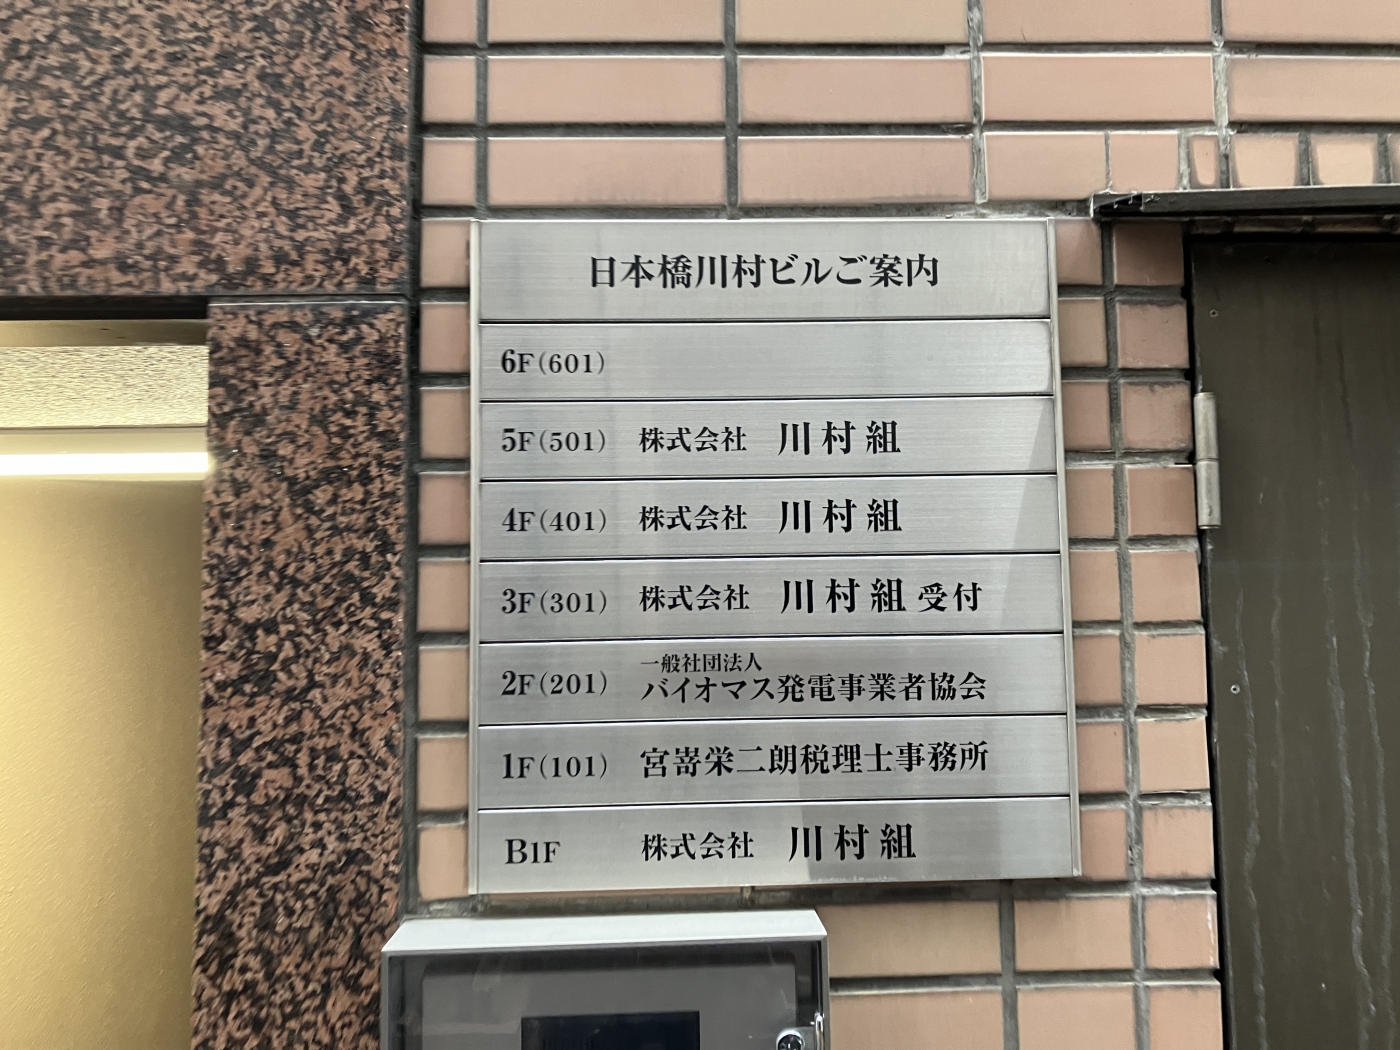 日本橋川村ビルご案内
6F(601)
5F(501) 株式会社 川村組
4F(401) 株式会社 川村組
3F(301) 株式会社 川村組 受付
2F(201) 一般社団法人
バイオマス発電事業者協会
1F(101) 宮嵜栄二朗税理士事務所
B1F 株式会社 川村組